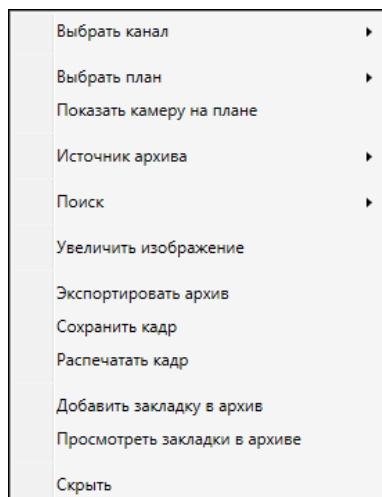 Выбрать канал
Выбрать план
Показать камеру на плане
Источник архива
Поиск
Увеличить изображение
Экспортировать архив
Сохранить кадр
Распечатать кадр
Добавить закладку в архив
Просмотреть закладки в архиве
Скрыть